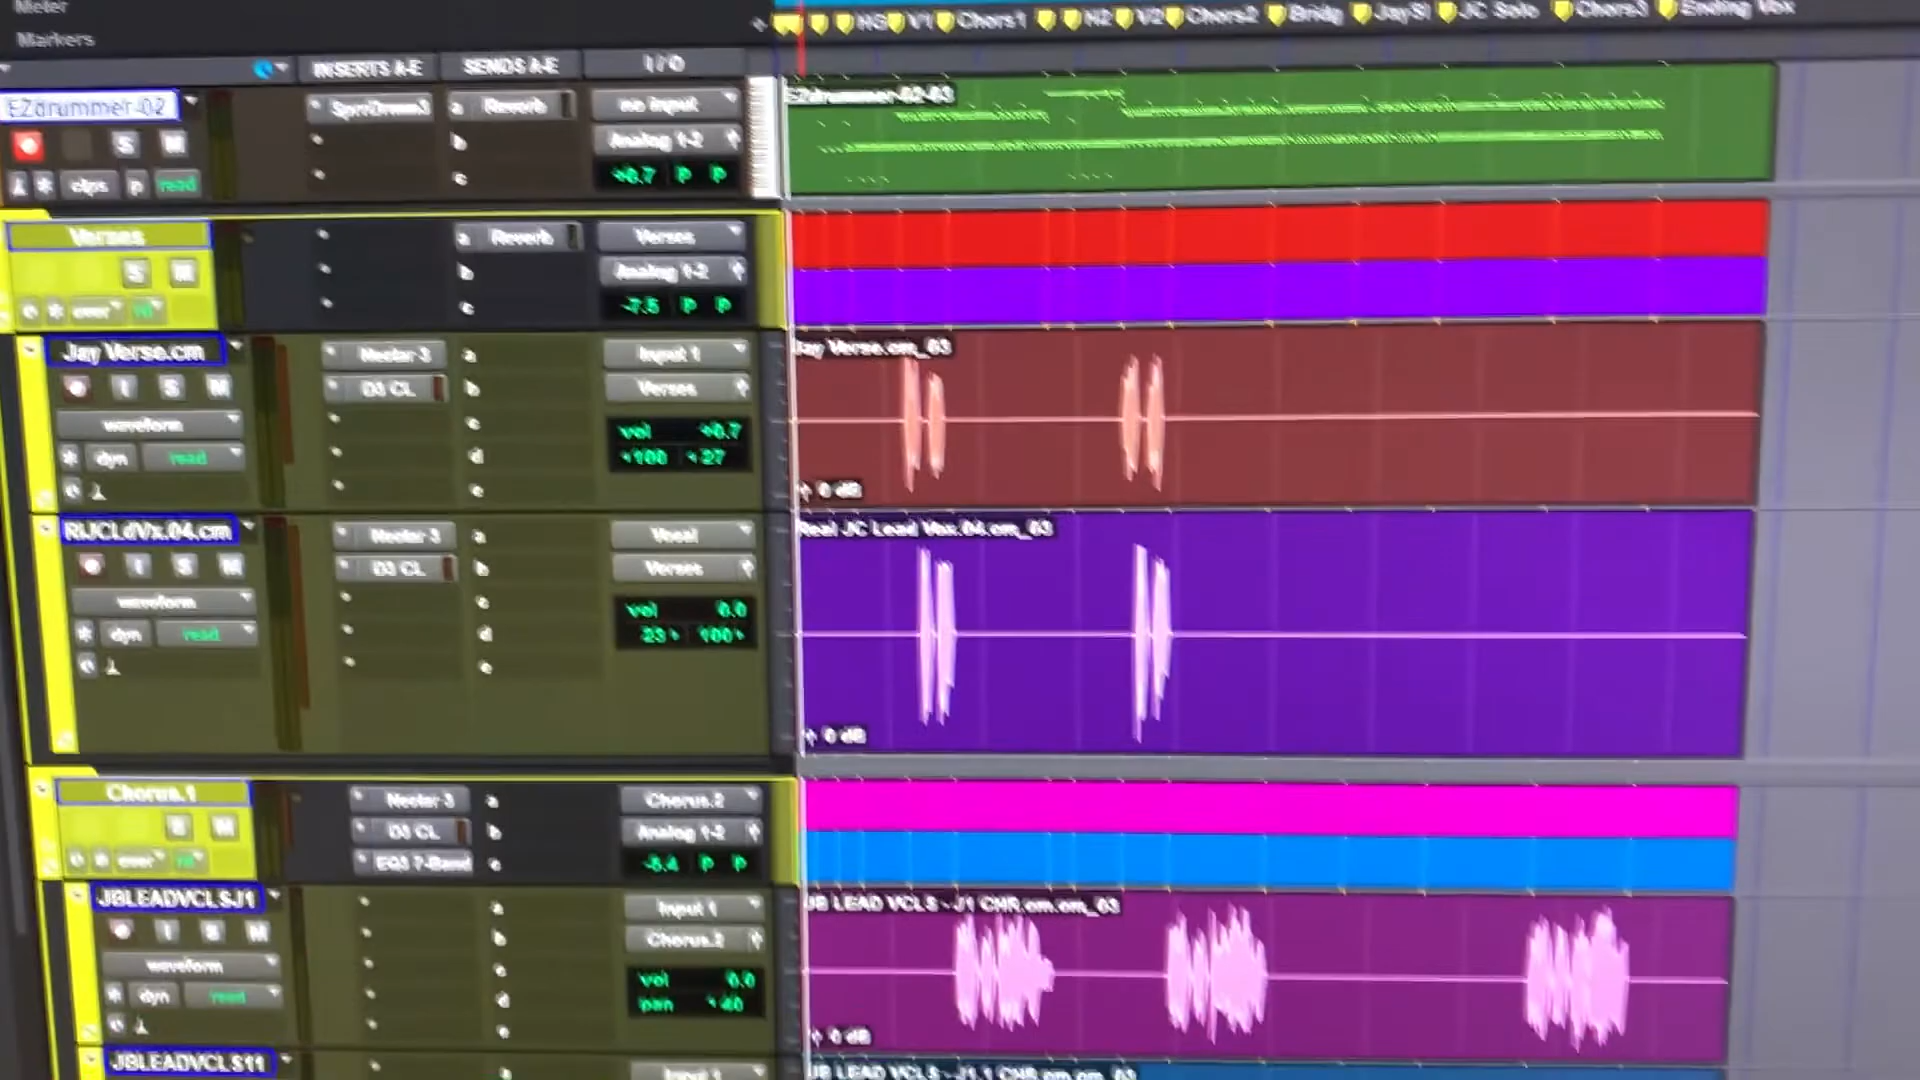 Meter
Markers
HS V1 Chors1 H2 V2 Chors2 Bridg JaySl JC Solo Chors3 Ending Vox
INSERTS A-E SENDS A-E I / O
EZdrummer-02 a Reverb no input EZdrummer-02-03
S M b Analog 1-2
clps p read c +0.7 P P
Verses a Reverb Verses
S M b Analog 1-2
c -7.5 P P
Jay Verse.cm Nectar 3 a Input 1 Jay Verse.cm_03
I S M D3 CL b Verses
waveform c vol +0.7
dyn read d 100 27
e 0 dB
RlJCLdVx.04.cm Nectar 3 a Vocal Real JC Lead Vox.04.cm_03
I S M D3 CL b Verses
waveform c vol 0.0
dyn read d 23 100
e
0 dB
Chorus.1 Nectar 3 a Chorus.2
S M D3 CL b Analog 1-2
EQ3 7-Band c -5.4 P P
JBLEADVCLSJ1 a Input 1 JB LEAD VCLS - J1 CHR.cm.cm_03
I S M b Chorus.2
waveform c vol 0.0
dyn read d pan 40
e 0 dB
JBLEADVCLS11 a Input 1 JB LEAD VCLS - J1.1 CHR.cm.cm_03